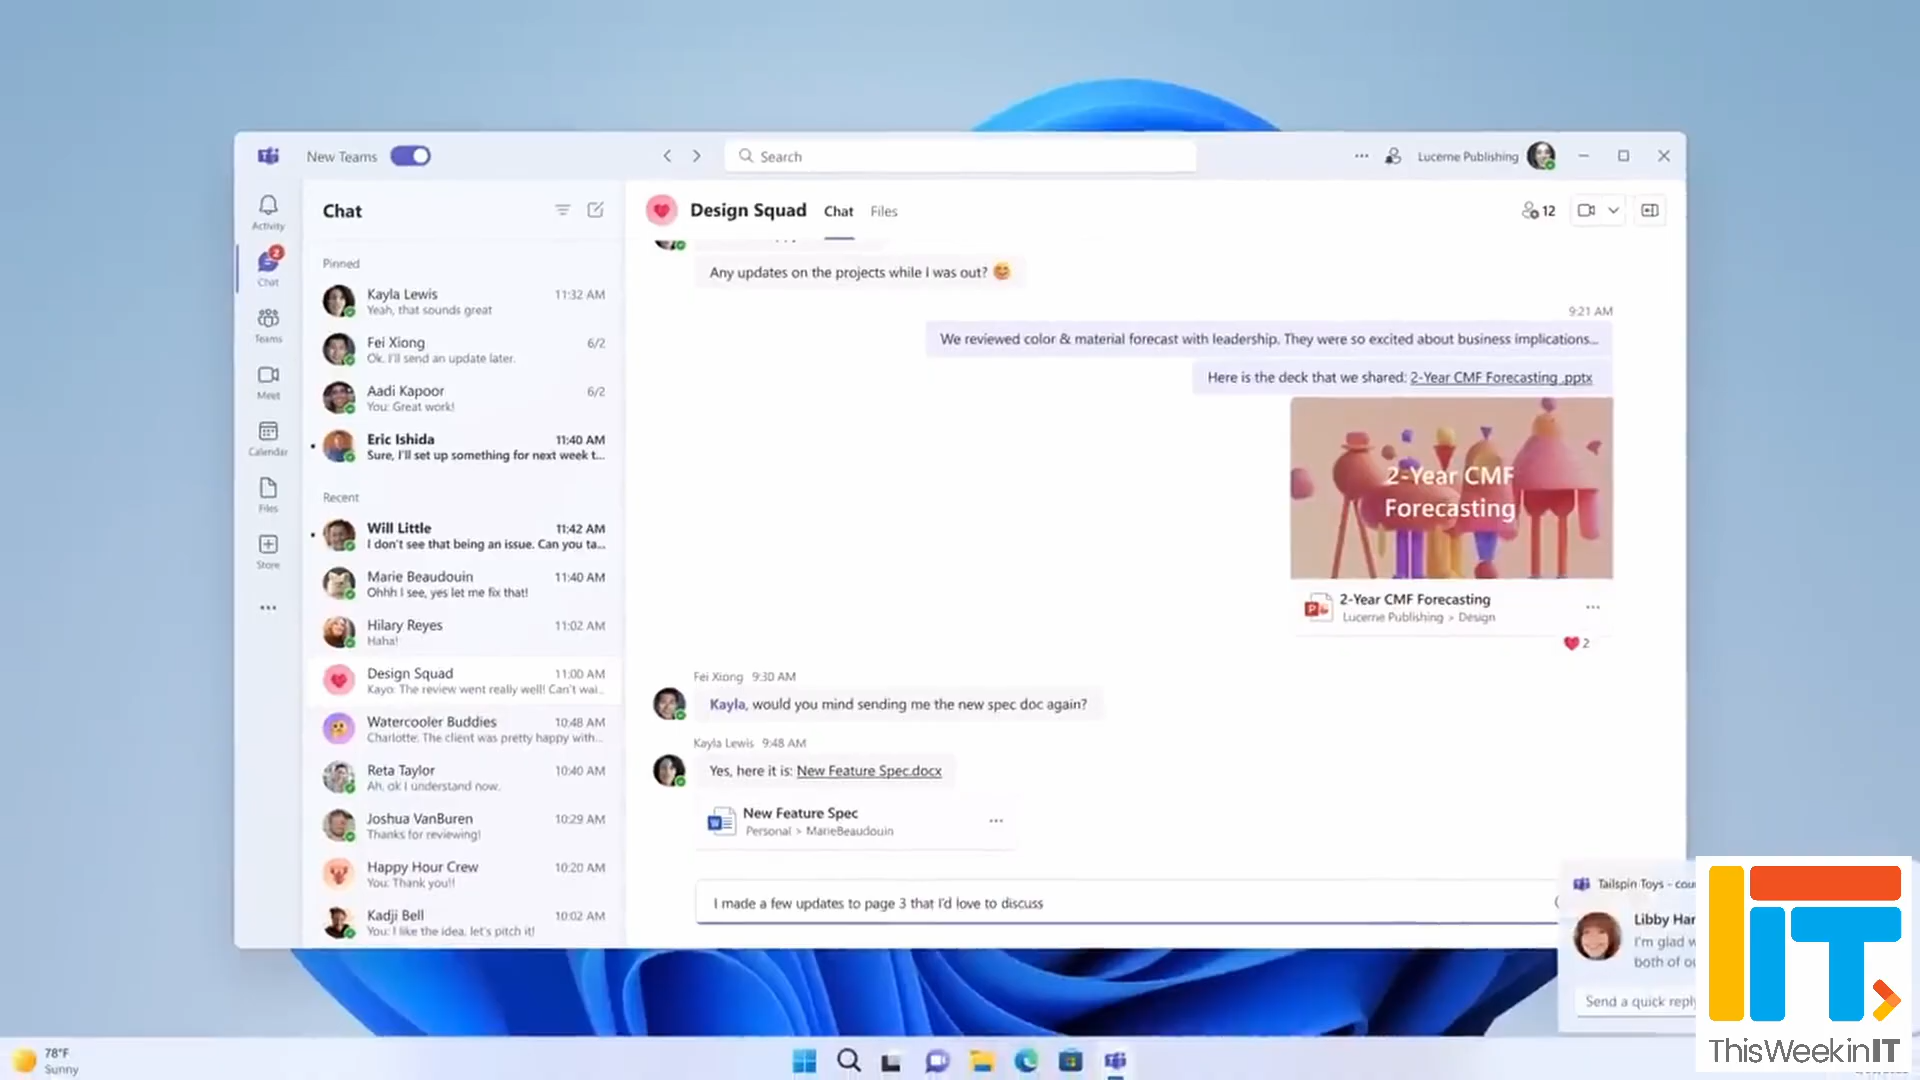 New Teams
Search
Lucerne Publishing
Activity
2
Chat
Teams
Meet
Calendar
Files
Store
Chat
Pinned
Kayla Lewis 11:32 AM
Yeah, that sounds great
Fei Xiong 6/2
Ok. I'll send an update later.
Aadi Kapoor 6/2
You: Great work!
Eric Ishida 11:40 AM
Sure, I'll set up something for next week t...
Recent
Will Little 11:42 AM
I don't see that being an issue. Can you ta...
Marie Beaudouin 11:40 AM
Ohhh I see, yes let me fix that!
Hilary Reyes 11:02 AM
Haha!
Design Squad 11:00 AM
Kayo: The review went really well! Can't wai...
Watercooler Buddies 10:48 AM
Charlotte: The client was pretty happy with...
Reta Taylor 10:40 AM
Ah, ok I understand now.
Joshua VanBuren 10:29 AM
Thanks for reviewing!
Happy Hour Crew 10:20 AM
You: Thank you!!
Kadji Bell 10:02 AM
You: I like the idea, let's pitch it!
Design Squad Chat Files 12
Any updates on the projects while I was out?
9:21 AM
We reviewed color & material forecast with leadership. They were so excited about business implications...
Here is the deck that we shared: 2-Year CMF Forecasting .pptx
2-Year CMF
Forecasting
2-Year CMF Forecasting
Lucerne Publishing > Design
2
Fei Xiong 9:30 AM
Kayla, would you mind sending me the new spec doc again?
Kayla Lewis 9:48 AM
Yes, here it is: New Feature Spec.docx
New Feature Spec
Personal > MarieBeaudouin
I made a few updates to page 3 that I'd love to discuss
Tailspin Toys - cou
Libby Har
I'm glad w
both of ou
Send a quick reply
IIT
ThisWeekinIT
78°F
Sunny